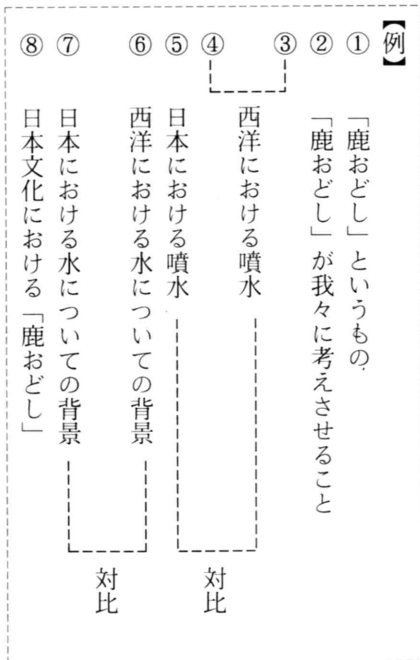 【例】
① 「鹿おどし」というもの
② 「鹿おどし」が我々に考えさせること
③
④
西洋における噴水
⑤ 日本における噴水
対比
⑥ 西洋における水についての背景
⑦ 日本における水についての背景
対比
⑧ 日本文化における「鹿おどし」